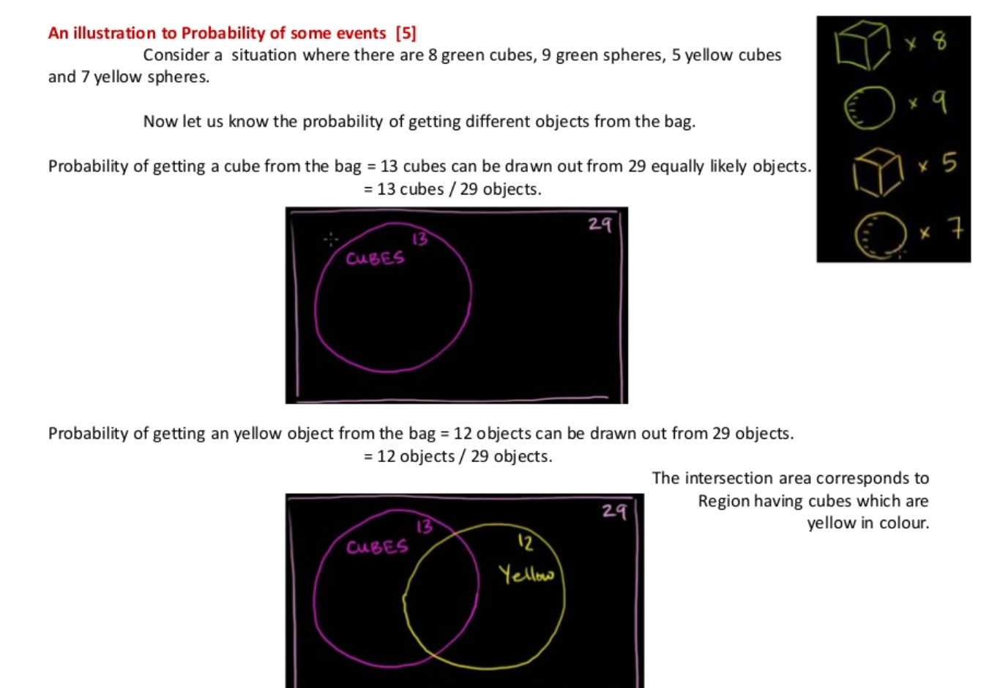 An illustration to Probability of some events [5]
Consider a situation where there are 8 green cubes, 9 green spheres, 5 yellow cubes
and 7 yellow spheres.
Now let us know the probability of getting different objects from the bag.
Probability of getting a cube from the bag = 13 cubes can be drawn out from 29 equally likely objects.
= 13 cubes / 29 objects.
x 8
x 9
x 5
x 7
29
13
CUBES
Probability of getting an yellow object from the bag = 12 objects can be drawn out from 29 objects.
= 12 objects / 29 objects.
The intersection area corresponds to
Region having cubes which are
yellow in colour.
29
13
CUBES
12
Yellow